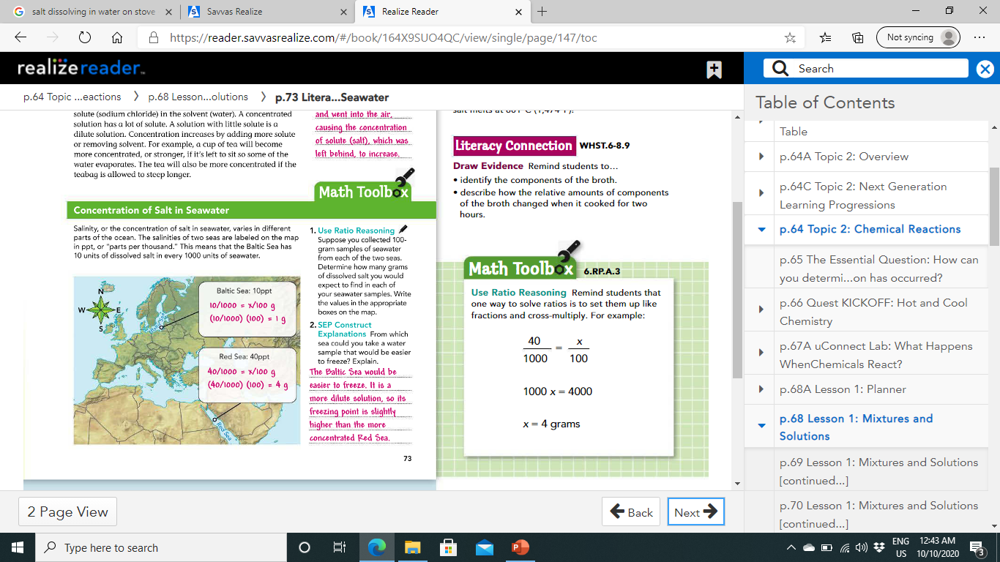 salt dissolving in water on stove
Savvas Realize
Realize Reader
https://reader.savvasrealize.com/#/book/164X9SUO4QC/view/single/page/147/toc
Not syncing
realize reader
p.64 Topic ...eactions
p.68 Lesson...olutions
p.73 Litera...Seawater
solute (sodium chloride) in the solvent (water). A concentrated
solution has a lot of solute. A solution with little solute is a
dilute solution. Concentration increases by adding more solute
or removing solvent. For example, a cup of tea will become
more concentrated, or stronger, if it's left to sit so some of the
water evaporates. The tea will also be more concentrated if the
teabag is allowed to steep longer.
and went into the air,
causing the concentration
of solute (salt), which was
left behind, to increase.
Math Toolbox
Concentration of Salt in Seawater
Salinity, or the concentration of salt in seawater, varies in different
parts of the ocean. The salinities of two seas are labeled on the map
in ppt, or "parts per thousand." This means that the Baltic Sea has
10 units of dissolved salt in every 1000 units of seawater.
N
W
E
S
Baltic Sea: 10ppt
10/1000 = x/100 g
(10/1000) (100) = 1 g
Red Sea: 40ppt
40/1000 = x/100 g
(40/1000) (100) = 4 g
Red Sea
1. Use Ratio Reasoning
Suppose you collected 100-
gram samples of seawater
from each of the two seas.
Determine how many grams
of dissolved salt you would
expect to find in each of
your seawater samples. Write
the values in the appropriate
boxes on the map.
2. SEP Construct
Explanations From which
sea could you take a water
sample that would be easier
to freeze? Explain.
The Baltic Sea would be
easier to freeze. It is a
more dilute solution, so its
freezing point is slightly
higher than the more
concentrated Red Sea.
73
Literacy Connection WHST.6-8.9
Draw Evidence Remind students to...
• identify the components of the broth.
• describe how the relative amounts of components
of the broth changed when it cooked for two
hours.
Math Toolbox 6.RP.A.3
Use Ratio Reasoning Remind students that
one way to solve ratios is to set them up like
fractions and cross-multiply. For example:
40 x
=
1000 100
1000 x = 4000
x = 4 grams
2 Page View
Back
Next
Search
Table of Contents
Table
p.64A Topic 2: Overview
p.64C Topic 2: Next Generation
Learning Progressions
p.64 Topic 2: Chemical Reactions
p.65 The Essential Question: How can
you determi...on has occurred?
p.66 Quest KICKOFF: Hot and Cool
Chemistry
p.67A uConnect Lab: What Happens
WhenChemicals React?
p.68A Lesson 1: Planner
p.68 Lesson 1: Mixtures and
Solutions
p.69 Lesson 1: Mixtures and Solutions
[continued...]
p.70 Lesson 1: Mixtures and Solutions
[continued...]
Type here to search
ENG
US
12:43 AM
10/10/2020
3